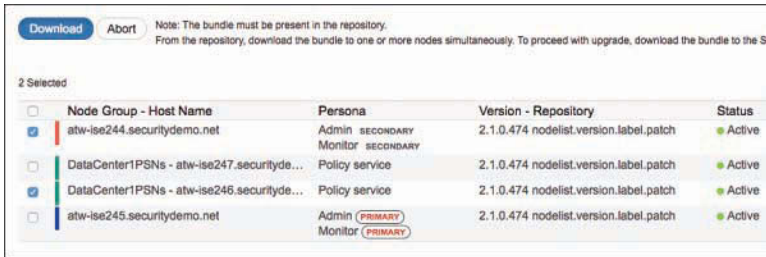 Download Abort Note: The bundle must be present in the repository.
From the repository, download the bundle to one or more nodes simultaneously. To proceed with upgrade, download the bundle to the S
2 Selected
Node Group - Host Name Persona Version - Repository Status
atw-ise244.securitydemo.net Admin SECONDARY 2.1.0.474 nodelist.version.label.patch Active
Monitor SECONDARY
DataCenter1PSNs - atw-ise247.securityde... Policy service 2.1.0.474 nodelist.version.label.patch Active
DataCenter1PSNs - atw-ise246.securityde... Policy service 2.1.0.474 nodelist.version.label.patch Active
atw-ise245.securitydemo.net Admin PRIMARY 2.1.0.474 nodelist.version.label.patch Active
Monitor PRIMARY